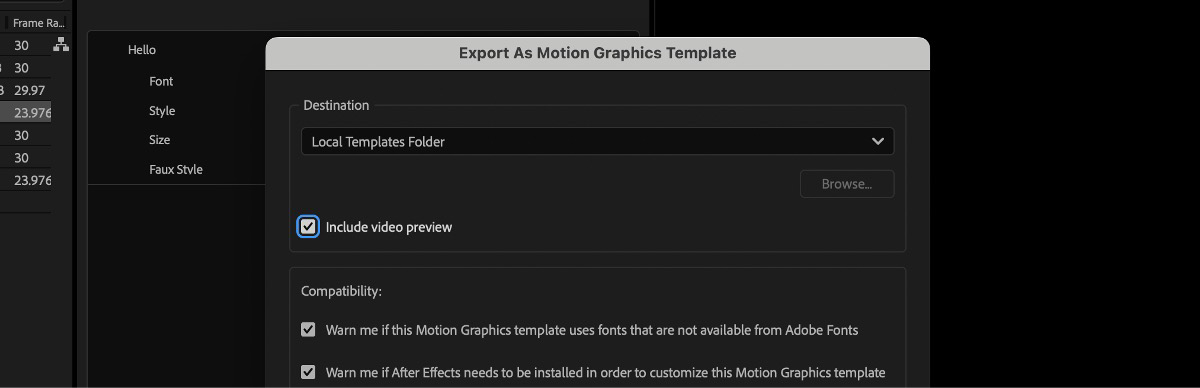 Frame Ra...
30
30
29.97
23.976
30
30
23.976
Hello
Font
Style
Size
Faux Style
Export As Motion Graphics Template
Destination
Local Templates Folder
Browse...
Include video preview
Compatibility:
Warn me if this Motion Graphics template uses fonts that are not available from Adobe Fonts
Warn me if After Effects needs to be installed in order to customize this Motion Graphics template